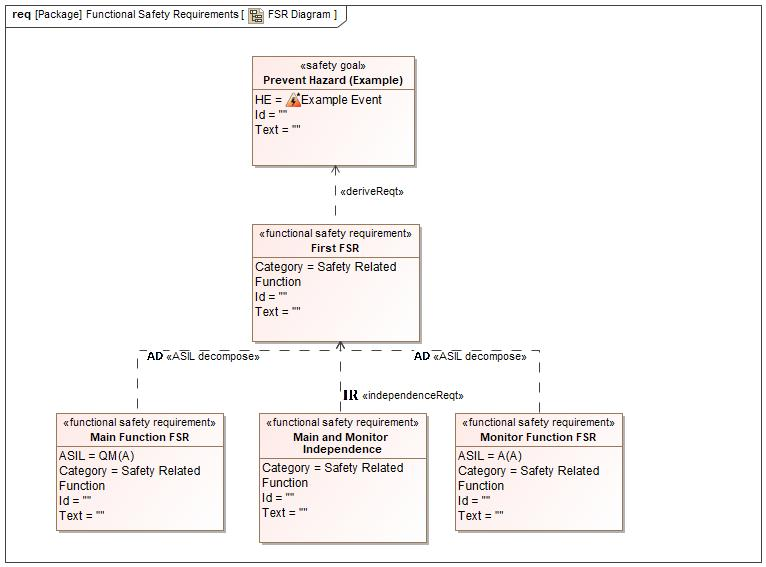 req [Package] Functional Safety Requirements [ FSR Diagram ]
«safety goal»
Prevent Hazard (Example)
HE = Example Event
Id = ""
Text = ""
«deriveReqt»
«functional safety requirement»
First FSR
Category = Safety Related
Function
Id = ""
Text = ""
AD «ASIL decompose»
AD «ASIL decompose»
IR «independenceReqt»
«functional safety requirement»
Main Function FSR
ASIL = QM(A)
Category = Safety Related
Function
Id = ""
Text = ""
«functional safety requirement»
Main and Monitor
Independence
Category = Safety Related
Function
Id = ""
Text = ""
«functional safety requirement»
Monitor Function FSR
ASIL = A(A)
Category = Safety Related
Function
Id = ""
Text = ""